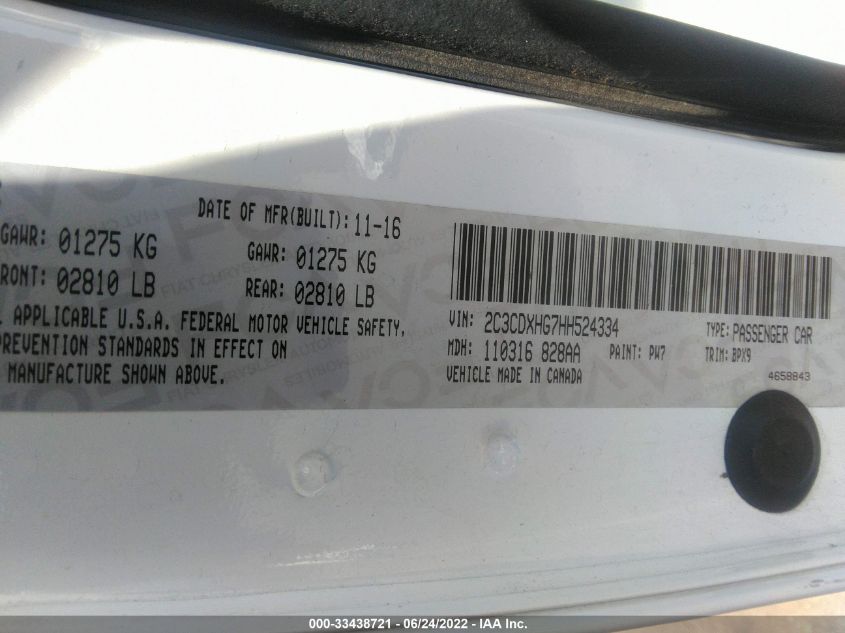 DATE OF MFR(BUILT): 11-16
GAWR: 01275 KG GAWR: 01275 KG
FRONT: 02810 LB REAR: 02810 LB
APPLICABLE U.S.A. FEDERAL MOTOR VEHICLE SAFETY,
PREVENTION STANDARDS IN EFFECT ON
MANUFACTURE SHOWN ABOVE.
VIN: 2C3CDXHG7HH524334 TYPE: PASSENGER CAR
MDH: 110316 828AA PAINT: PW7 TRIM: BPX9
VEHICLE MADE IN CANADA 4658843
000-33438721 - 06/24/2022 - IAA Inc.